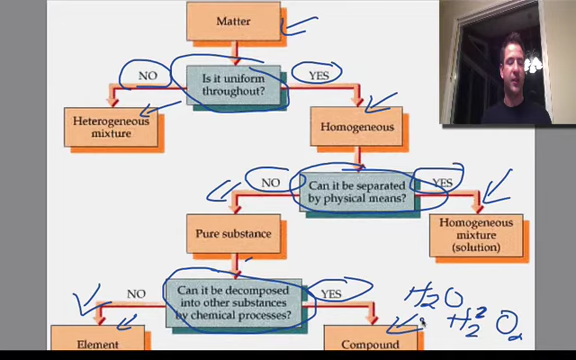 Matter
NO
Is it uniform
throughout?
YES
Heterogeneous
mixture
Homogeneous
NO
Can it be separated
by physical means?
YES
Pure substance
Homogeneous
mixture
(solution)
NO
Can it be decomposed
into other substances
by chemical processes?
YES
H₂O
H₂ O₂
Element
Compound